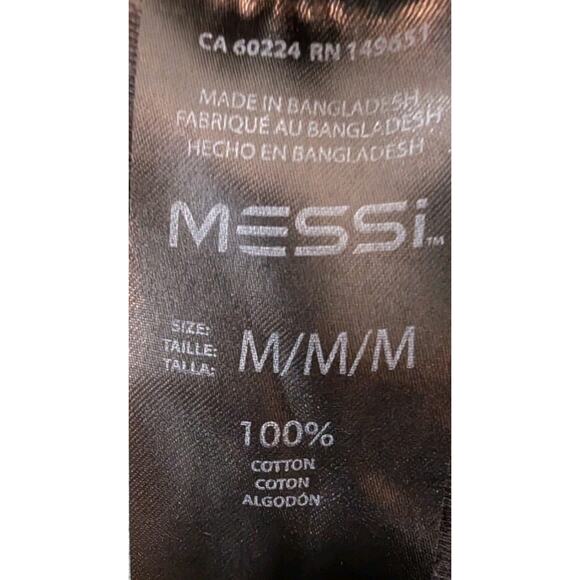 CA 60224 RN 149651
MADE IN BANGLADESH
FABRIQUÉ AU BANGLADESH
HECHO EN BANGLADESH
MESSi™
SIZE:
TAILLE: M/M/M
TALLA:
100%
COTTON
COTON
ALGODÓN